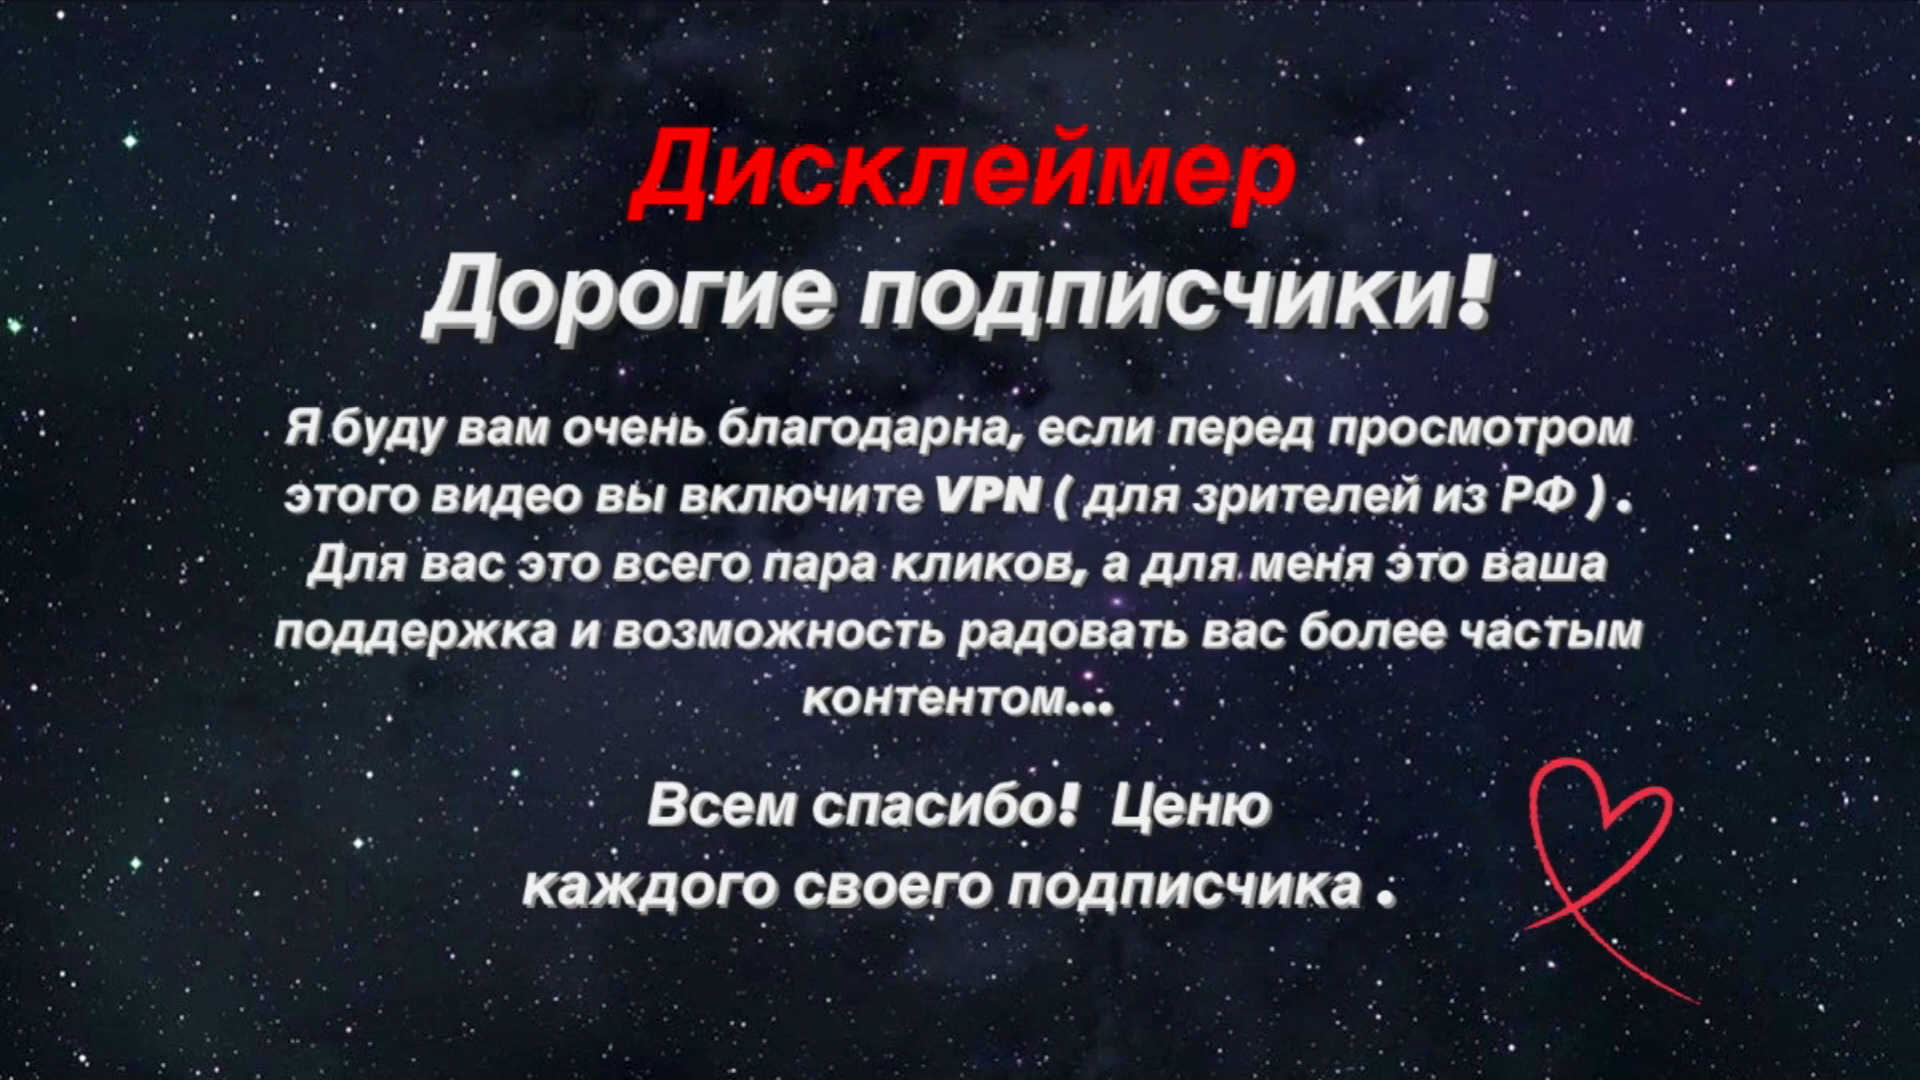 Дисклеймер
Дорогие подписчики!
Я буду вам очень благодарна, если перед просмотром
этого видео вы включите VPN ( для зрителей из РФ ) .
Для вас это всего пара кликов, а для меня это ваша
поддержка и возможность радовать вас более частым
контентом...
Всем спасибо! Ценю
каждого своего подписчика .